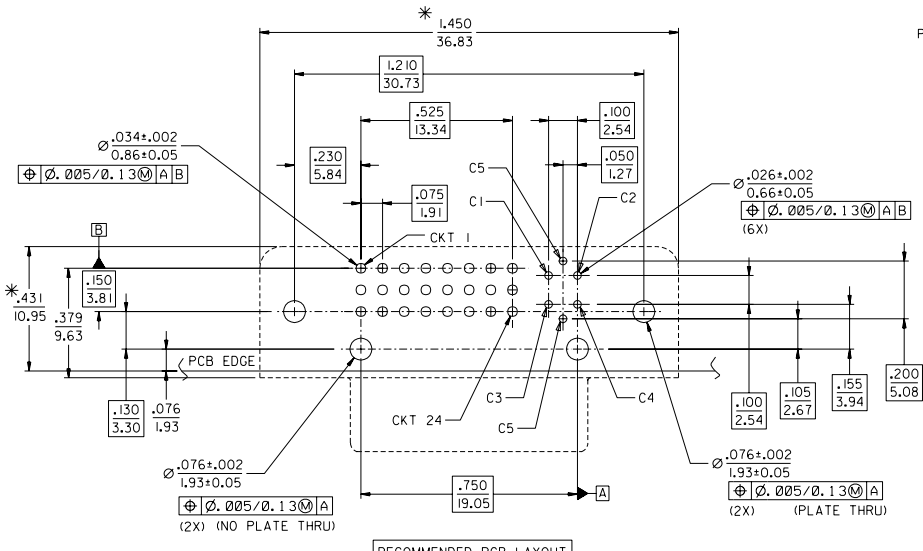 * 1.450
36.83
P
1.210
30.73
.525
13.34
.100
2.54
⌀ .034±.002
0.86±0.05
⌖ ⌀.005/0.13Ⓜ A B
.230
5.84
.050
1.27
C5
⌀ .026±.002
0.66±0.05
⌖ ⌀.005/0.13Ⓜ A B
(6X)
.075
1.91
C1
C2
B
CKT 1
.150
3.81
* .431
10.95
.379
9.63
PCB EDGE
.130
3.30
.076
1.93
CKT 24
C3
C5
C4
.100
2.54
.105
2.67
.155
3.94
.200
5.08
⌀ .076±.002
1.93±0.05
⌖ ⌀.005/0.13Ⓜ A
(2X) (NO PLATE THRU)
.750
19.05
A
⌀ .076±.002
1.93±0.05
⌖ ⌀.005/0.13Ⓜ A
(2X) (PLATE THRU)
RECOMMENDED PCB LAYOUT